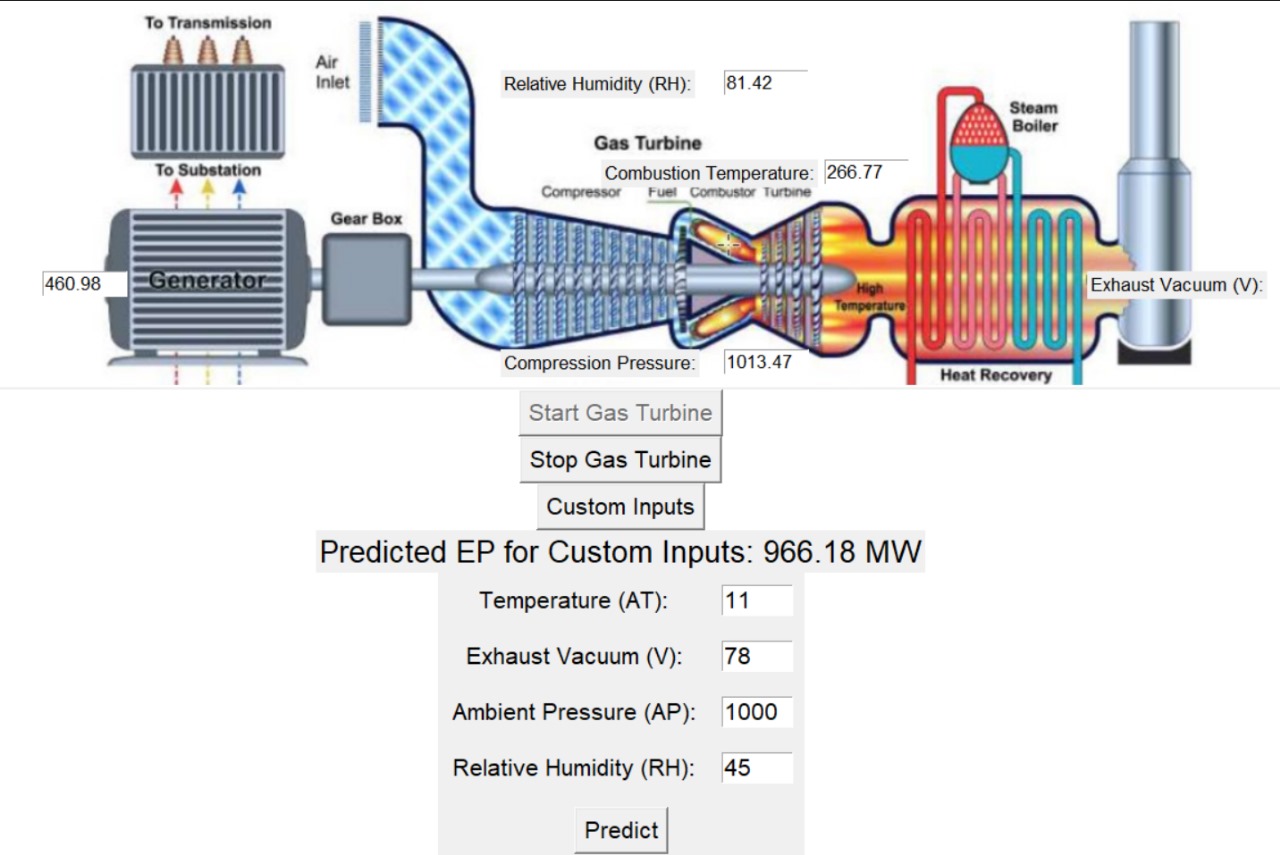 To Transmission
Air
Inlet
Relative Humidity (RH): 81.42
Steam
Boiler
Gas Turbine
To Substation
Combustion Temperature: 266.77
Compressor Fuel Combustor Turbine
Gear Box
460.98
Generator
High
Temperature
Exhaust Vacuum (V):
Compression Pressure: 1013.47
Heat Recovery
Start Gas Turbine
Stop Gas Turbine
Custom Inputs
Predicted EP for Custom Inputs: 966.18 MW
Temperature (AT): 11
Exhaust Vacuum (V): 78
Ambient Pressure (AP): 1000
Relative Humidity (RH): 45
Predict